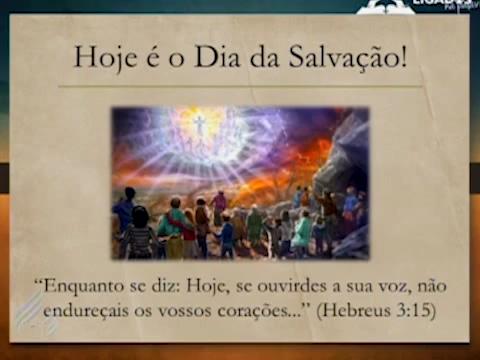 LIGADOS
Hoje é o Dia da Salvação!
“Enquanto se diz: Hoje, se ouvirdes a sua voz, não
endureçais os vossos corações...” (Hebreus 3:15)